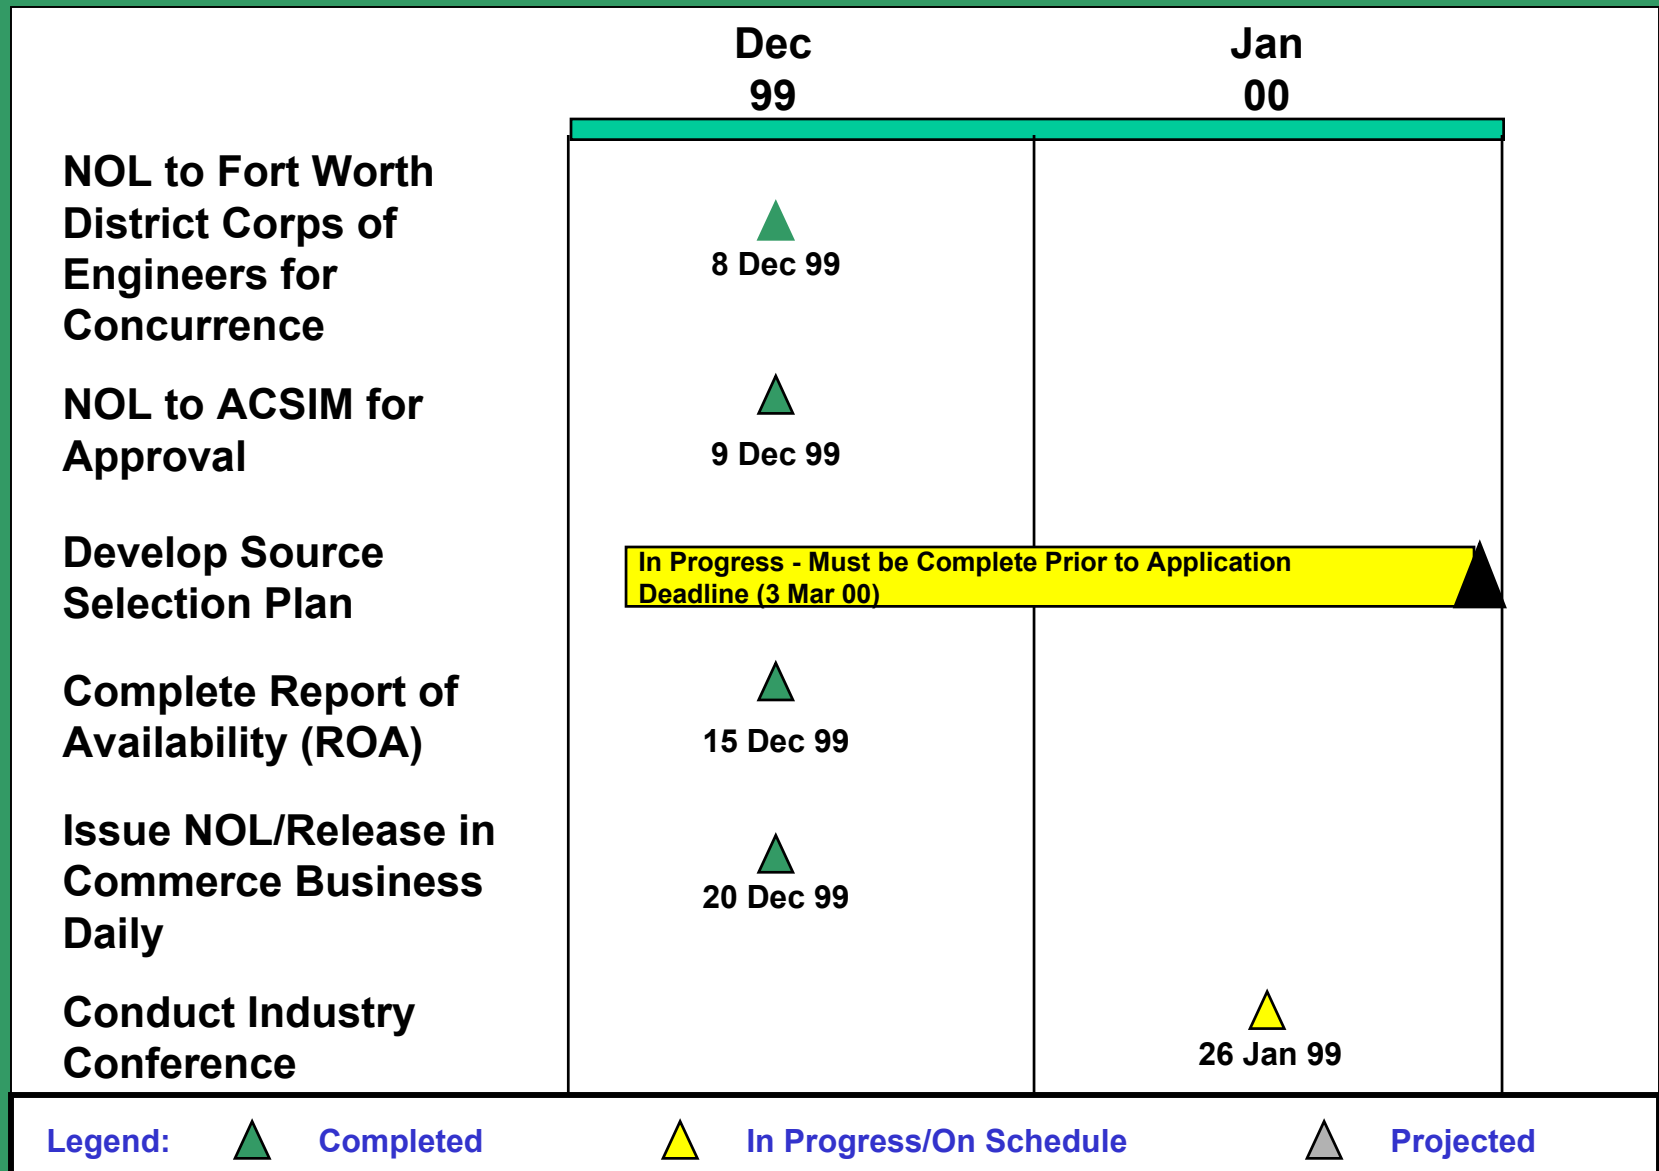 Dec
99
Jan
00
NOL to Fort Worth
District Corps of
Engineers for
Concurrence
8 Dec 99
NOL to ACSIM for
Approval
9 Dec 99
Develop Source
Selection Plan
In Progress - Must be Complete Prior to Application
Deadline (3 Mar 00)
Complete Report of
Availability (ROA)
15 Dec 99
Issue NOL/Release in
Commerce Business
Daily
20 Dec 99
Conduct Industry
Conference
26 Jan 99
Legend: Completed In Progress/On Schedule Projected